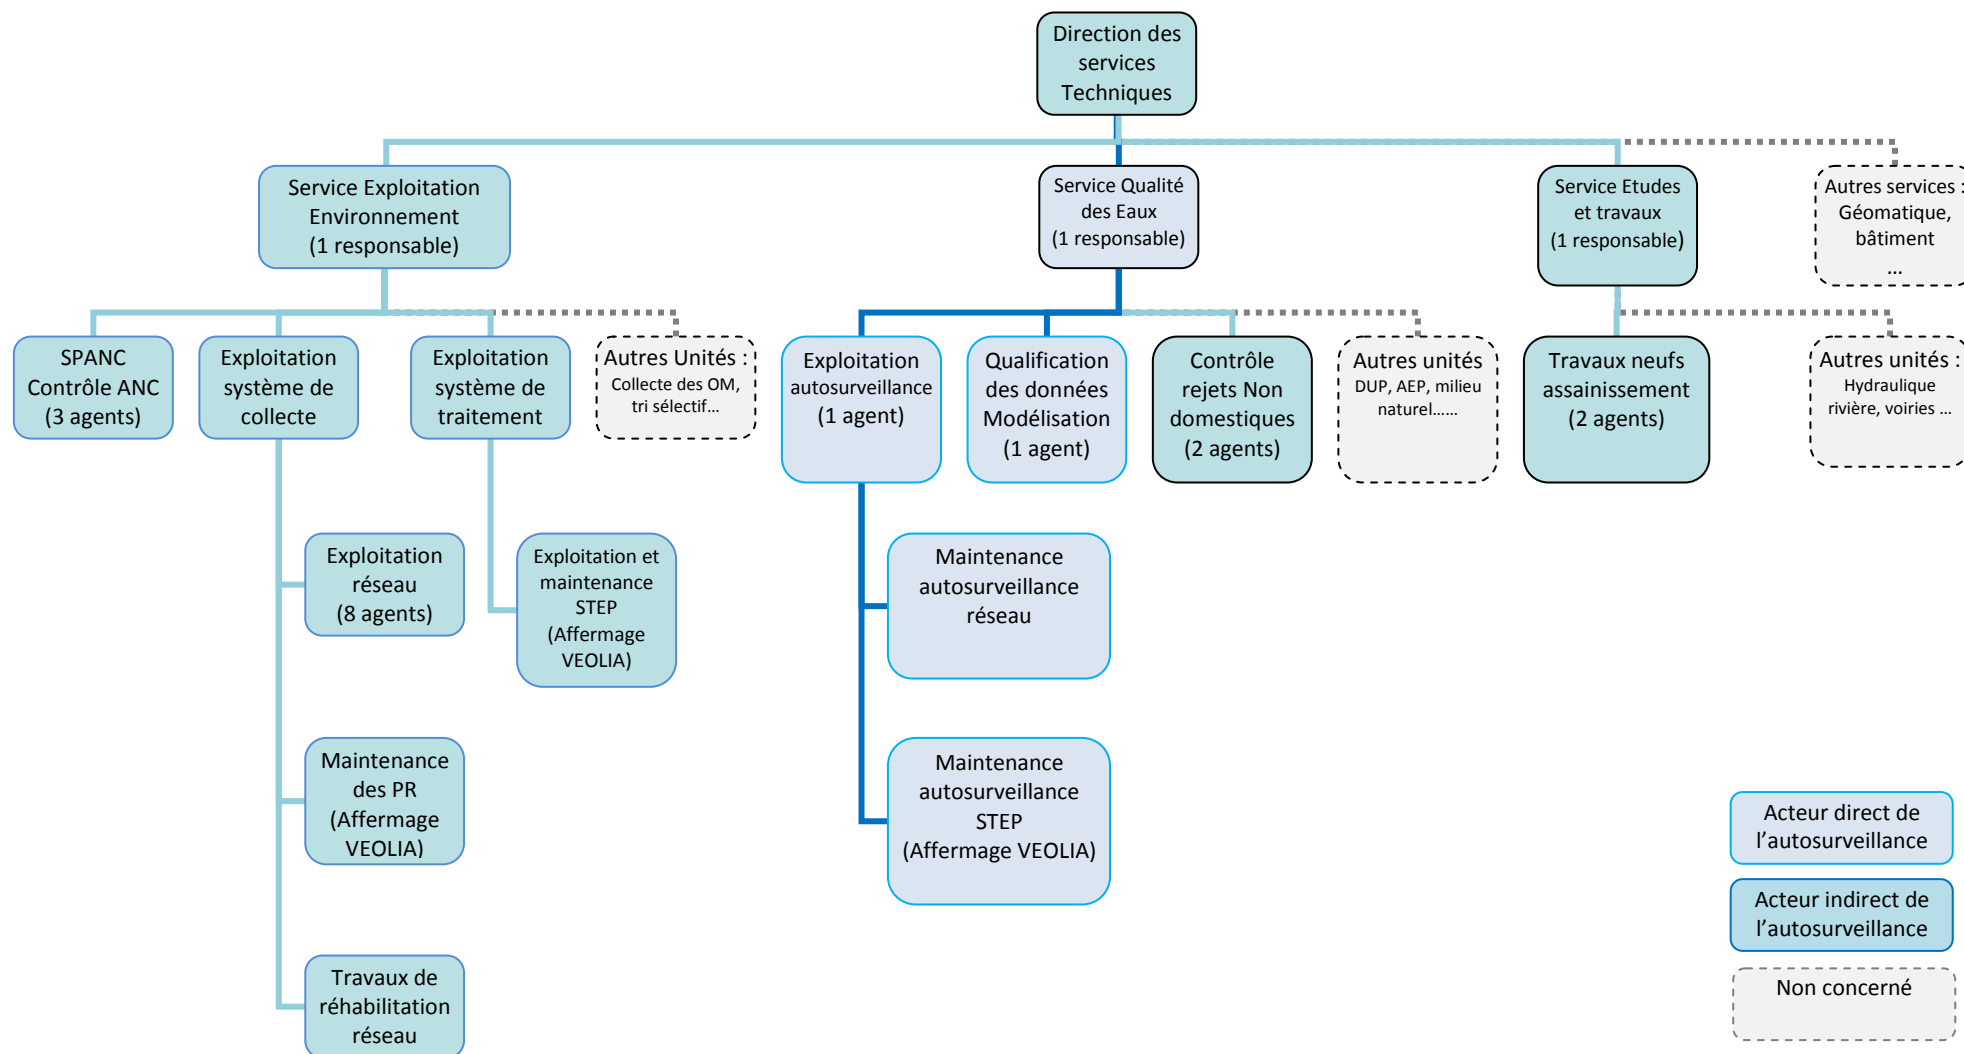 Direction des
services
Techniques
Service Exploitation
Environnement
(1 responsable)
Service Qualité
des Eaux
(1 responsable)
Service Etudes
et travaux
(1 responsable)
Autres services :
Géomatique,
bâtiment
...
SPANC
Contrôle ANC
(3 agents)
Exploitation
système de
collecte
Exploitation
système de
traitement
Autres Unités :
Collecte des OM,
tri sélectif...
Exploitation
autosurveillance
(1 agent)
Qualification
des données
Modélisation
(1 agent)
Contrôle
rejets Non
domestiques
(2 agents)
Autres unités
DUP, AEP, milieu
naturel......
Travaux neufs
assainissement
(2 agents)
Autres unités :
Hydraulique
rivière, voiries ...
Exploitation
réseau
(8 agents)
Exploitation et
maintenance
STEP
(Affermage
VEOLIA)
Maintenance
autosurveillance
réseau
Maintenance
des PR
(Affermage
VEOLIA)
Maintenance
autosurveillance
STEP
(Affermage VEOLIA)
Travaux de
réhabilitation
réseau
Acteur direct de
l’autosurveillance
Acteur indirect de
l’autosurveillance
Non concerné